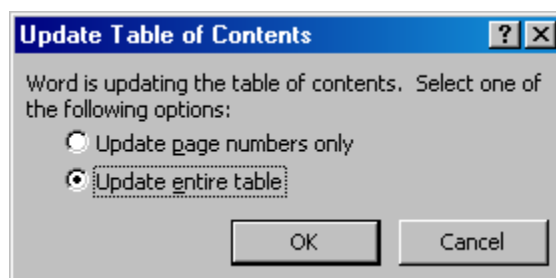 Update Table of Contents
Word is updating the table of contents. Select one of
the following options:
Update page numbers only
Update entire table
OK
Cancel